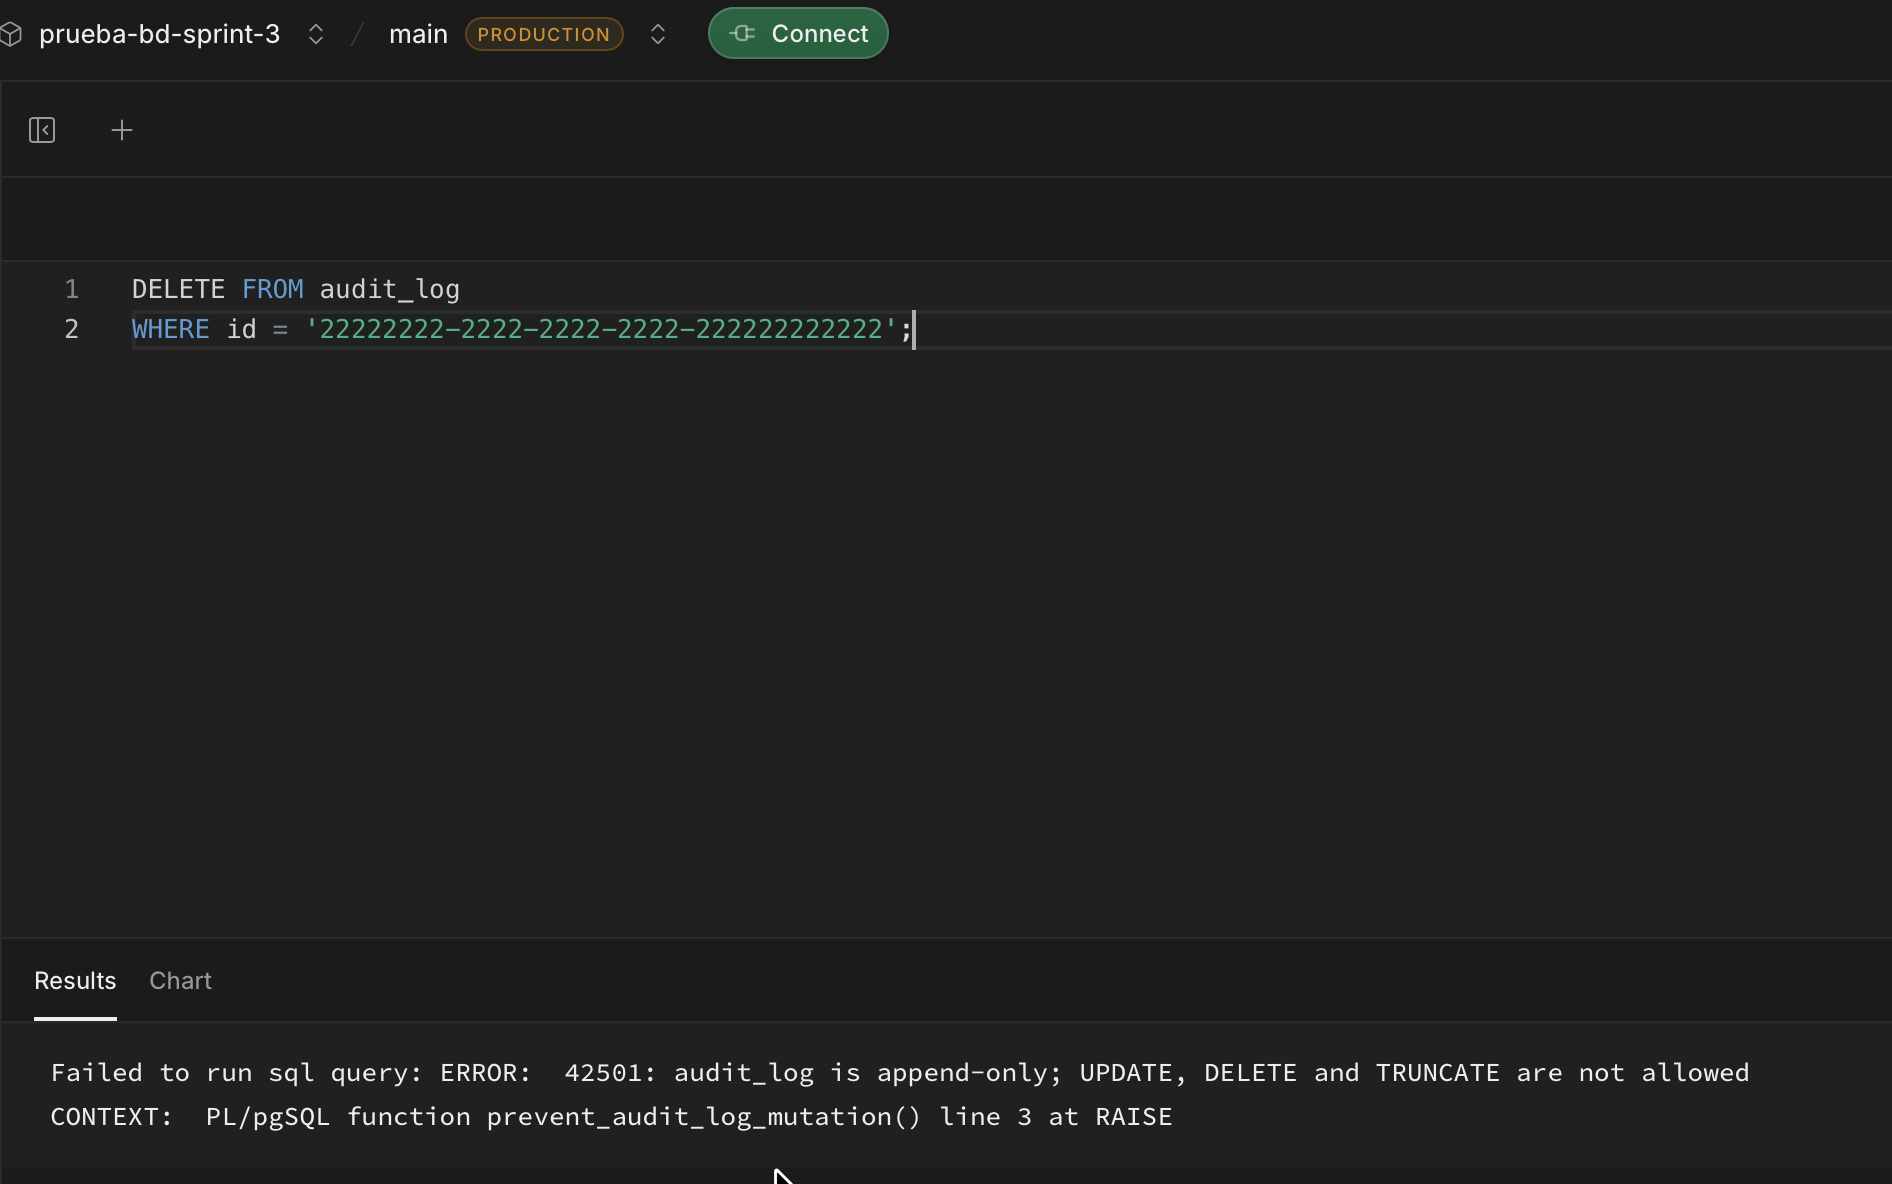 prueba-bd-sprint-3 / main PRODUCTION Connect
1 DELETE FROM audit_log
2 WHERE id = '22222222-2222-2222-2222-222222222222';
Results Chart
Failed to run sql query: ERROR:  42501: audit_log is append-only; UPDATE, DELETE and TRUNCATE are not allowed
CONTEXT:  PL/pgSQL function prevent_audit_log_mutation() line 3 at RAISE